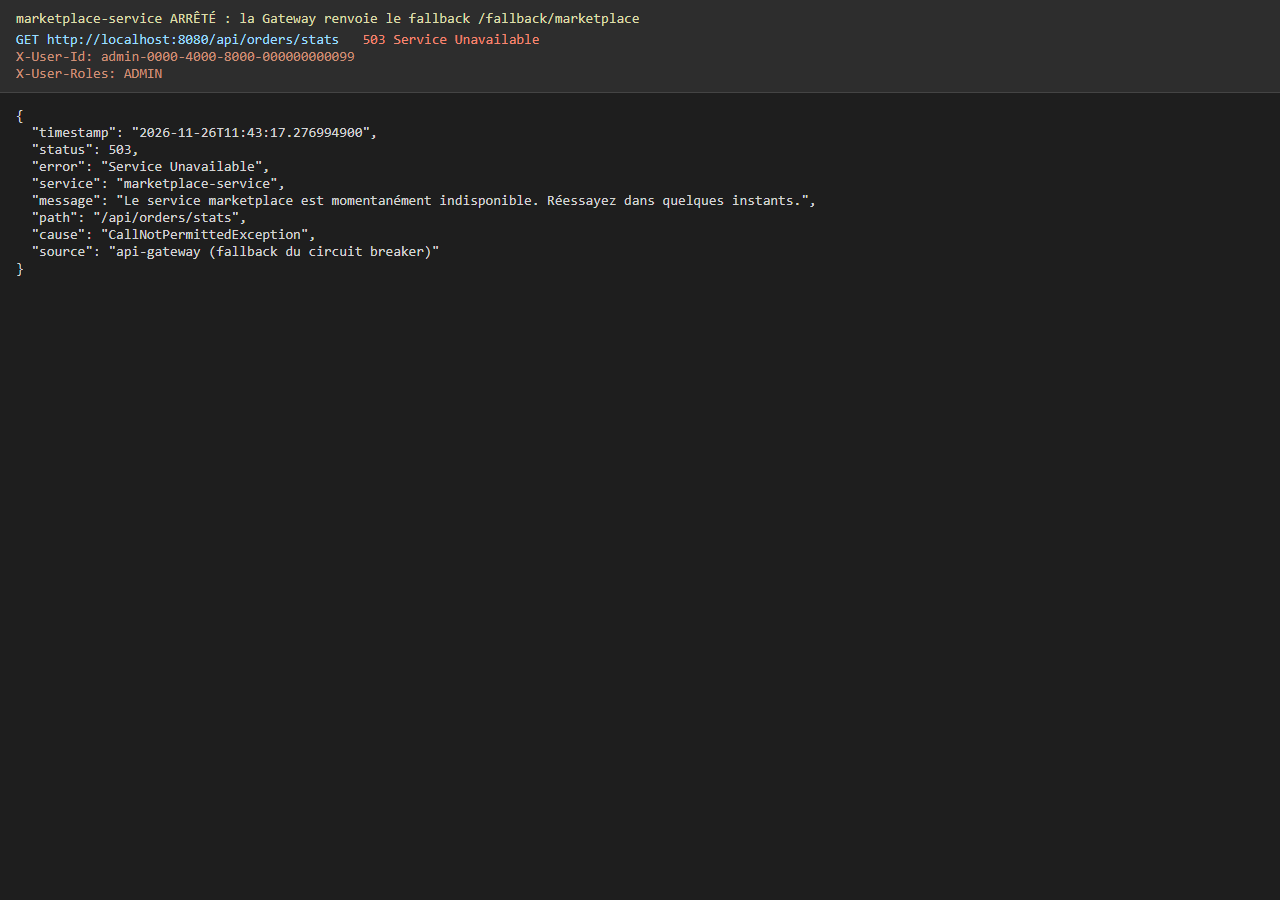 marketplace-service ARRÊTÉ : la Gateway renvoie le fallback /fallback/marketplace
GET http://localhost:8080/api/orders/stats   503 Service Unavailable
X-User-Id: admin-0000-4000-8000-000000000099
X-User-Roles: ADMIN
{
  "timestamp": "2026-11-26T11:43:17.276994900",
  "status": 503,
  "error": "Service Unavailable",
  "service": "marketplace-service",
  "message": "Le service marketplace est momentanément indisponible. Réessayez dans quelques instants.",
  "path": "/api/orders/stats",
  "cause": "CallNotPermittedException",
  "source": "api-gateway (fallback du circuit breaker)"
}